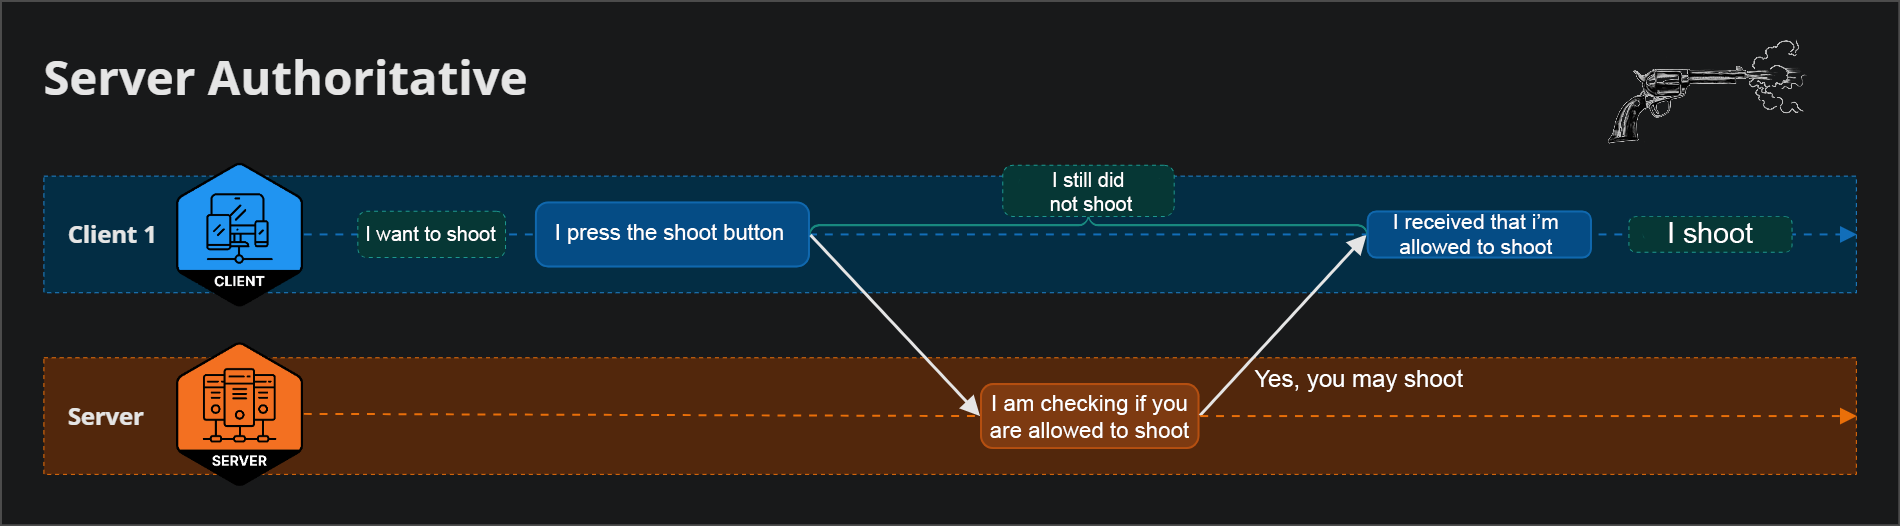 Server Authoritative
I still did
not shoot
Client 1
CLIENT
I want to shoot
I press the shoot button
I received that i'm
allowed to shoot
I shoot
Yes, you may shoot
Server
SERVER
I am checking if you
are allowed to shoot